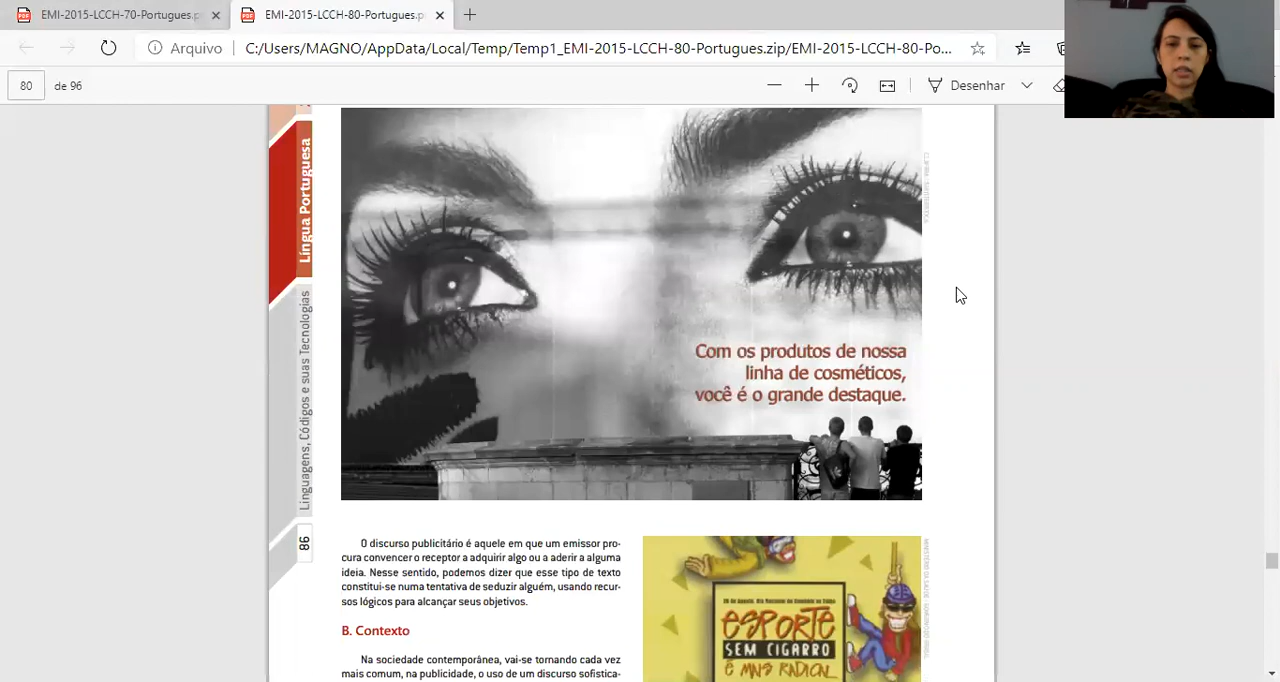 EMI-2015-LCCH-70-Portugues.p
EMI-2015-LCCH-80-Portugues.p
Arquivo
C:/Users/MAGNO/AppData/Local/Temp/Temp1_EMI-2015-LCCH-80-Portugues.zip/EMI-2015-LCCH-80-Po...
80 de 96
Desenhar
Língua Portuguesa
Linguagens, Códigos e suas Tecnologias
86
Com os produtos de nossa
linha de cosméticos,
você é o grande destaque.
O discurso publicitário é aquele em que um emissor pro-
cura convencer o receptor a adquirir algo ou a aderir a alguma
ideia. Nesse sentido, podemos dizer que esse tipo de texto
constitui-se numa tentativa de seduzir alguém, usando recur-
sos lógicos para alcançar seus objetivos.
B. Contexto
Na sociedade contemporânea, vai-se tornando cada vez
mais comum, na publicidade, o uso de um discurso sofistica-
ESPORTE
SEM CIGARRO
É MAIS RADICAL